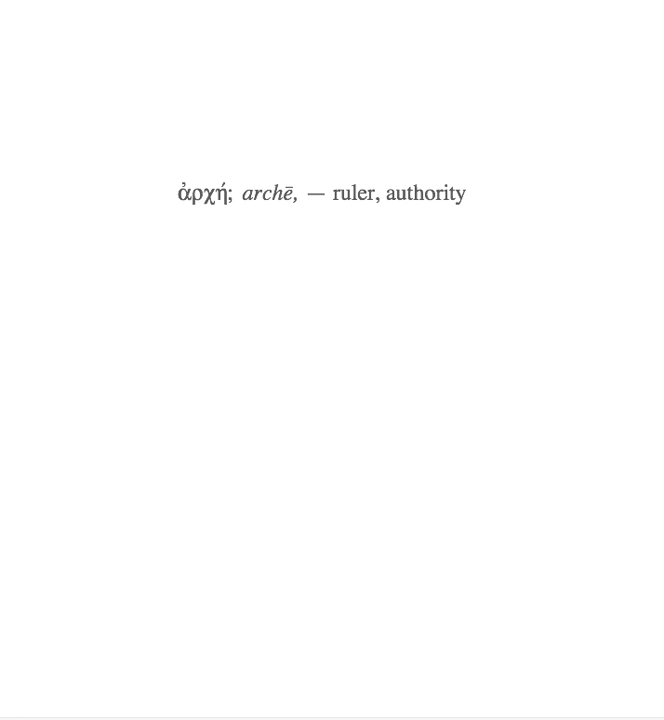 ἀρχή; archē, — ruler, authority